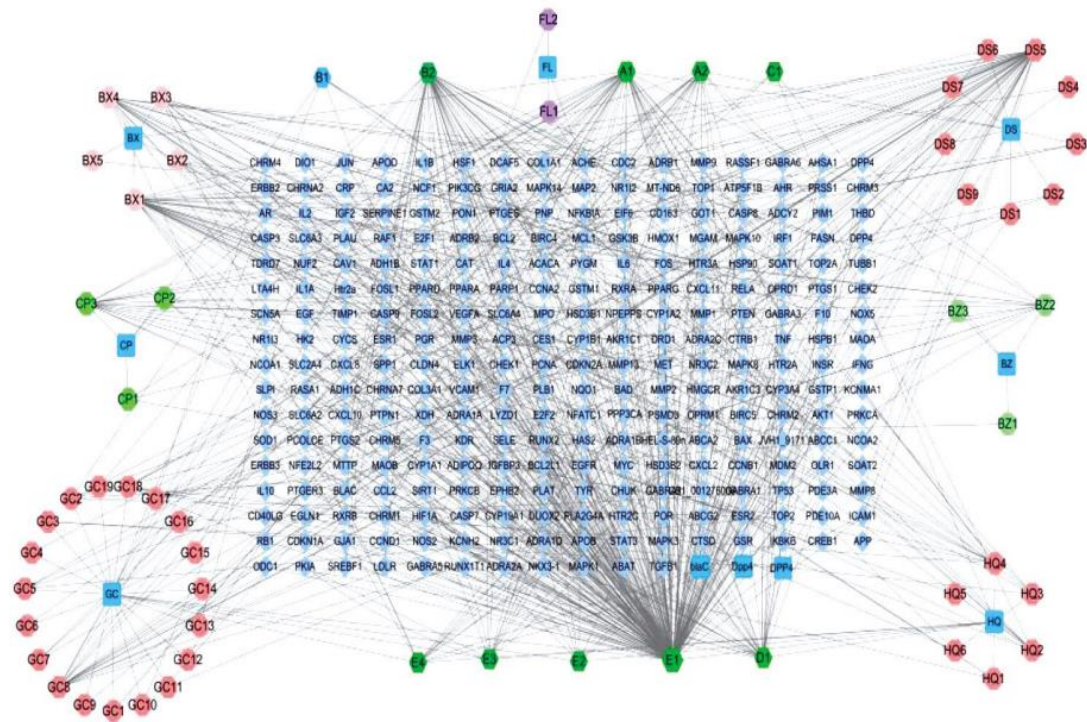 FL2
FL
FL1
B1 B2 A1 A2 C1
BX4 BX3
BX
BX5 BX2
BX1
DS6 DS5
DS7 DS4
DS
DS8 DS3
DS9 DS2
DS1
CHRM4 DIO1 JUN APOD IL1B HSF1 DCAF5 COL1A1 ACHE CDC2 ADRB1 MMP9 RASSF1 GABRA6 AHSA1 DPP4
ERBB2 CHRNA2 CRP CA2 NCF1 PIK3CG GRIA2 MAPK14 MAP2 NR1I2 MT-ND6 TOP1 ATP5F1B AHR PRSS1 CHRM3
AR IL2 IGF2 SERPINE1 GSTM2 PON1 PTGES PNP NFKBIA EIF6 CD163 GOT1 CASP8 ADCY2 PIM1 THBD
CASP3 SLC6A3 PLAU RAF1 E2F1 ADRB2 BCL2 BIRC4 MCL1 GSK3B HMOX1 MGAM MAPK10 IRF1 FASN DPP4
TDRD7 NUF2 CAV1 ADH1B STAT1 CAT IL4 ACACA PYGM IL6 FOS HTR3A HSP90 SOAT1 TOP2A TUBB1
LTA4H IL1A Htr2a FOSL1 PPARD PPARA PARP1 CCNA2 GSTM1 RXRA PPARG CXCL11 RELA OPRD1 PTGS1 CHEK2
SCN5A EGF TIMP1 CASP9 FOSL2 VEGFA SLC6A4 MPO HSD3B1 NPEPPS CYP1A2 MMP1 PTEN GABRA3 F10 NOX5
NR1I3 HK2 CYCS ESR1 PGR MMP3 ACP3 CES1 CYP1B1 AKR1C1 DRD1 ADRA2C CTRB1 TNF HSPB1 MAOA
NCOA1 SLC2A4 CXCL8 SPP1 CLDN4 ELK1 CHEK1 PCNA CDKN2A MMP13 MET NR3C2 MAPK8 HTR2A INSR IFNG
SLPI RASA1 ADH1C CHRNA7 COL3A1 VCAM1 F7 PLB1 NQO1 BAD MMP2 HMGCR AKR1C3 CYP3A4 GSTP1 KCNMA1
NOS3 SLC6A2 CXCL10 PTPN1 XDH ADRA1A LYZD1 E2F2 NFATC1 PPP3CA PSMD3 OPRM1 BIRC5 CHRM2 AKT1 PRKCA
SOD1 PCOLCE PTGS2 CHRM5 F3 KDR SELE RUNX2 HAS2 ABCA2 BAX JVH1_9171 ABCC1 NCOA2
ERBB3 NFE2L2 MTTP MAOB CYP1A1 ADIPOQ IGFBP3 BCL2L1 EGFR MYC HSD3B2 CXCL2 CCNB1 MDM2 OLR1 SOAT2
IL10 PTGER3 BLAC CCL2 SIRT1 PRKCB EPHB2 PLAT TYR CHUK TP53 PDE3A MMP8
CD40LG EGLN1 RXRB CHRM1 HIF1A CASP7 CYP19A1 DUOX2 PLA2G4A HTR2C POR ABCG2 ESR2 TOP2 PDE10A ICAM1
RB1 CDKN1A GJA1 CCND1 NOS2 KCNH2 NR3C1 ADRA1D APOB STAT3 MAPK3 CTSD GSR IKBKB CREB1 APP
ODC1 PKIA SREBF1 LDLR GABRA5 RUNX1T1 ADRA2A NKX3-1 MAPK1 ABAT TGFB1 blaC Dpp4 DPP4
CP3 CP2
CP
CP1
BZ3 BZ2
BZ
BZ1
GC19 GC18
GC2 GC17
GC3 GC16
GC4 GC15
GC5 GC GC14
GC6 GC13
GC7 GC12
GC8 GC11
GC9 GC1 GC10
E4 E3 E2 E1 D1
HQ4
HQ5 HQ3
HQ
HQ6 HQ2
HQ1